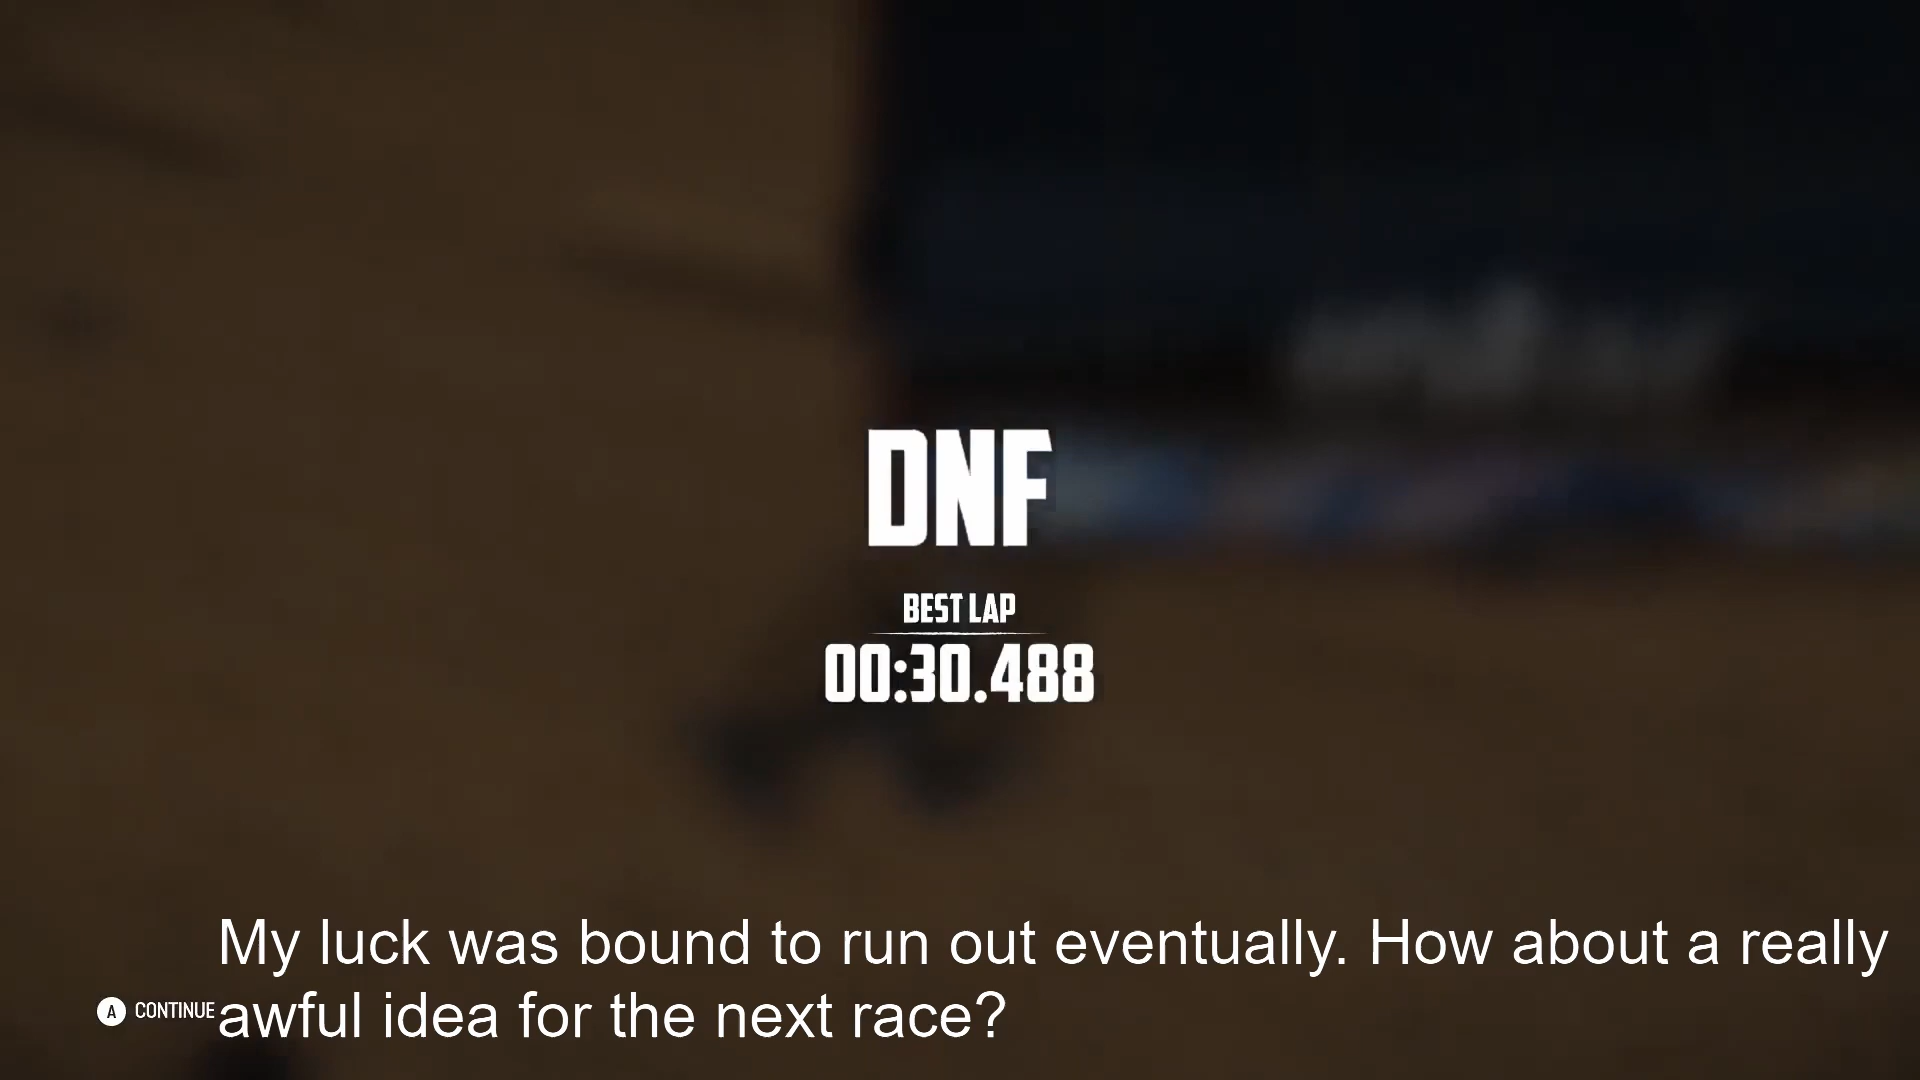 DNF
BEST LAP
00:30.488
My luck was bound to run out eventually. How about a really
awful idea for the next race?
A CONTINUE